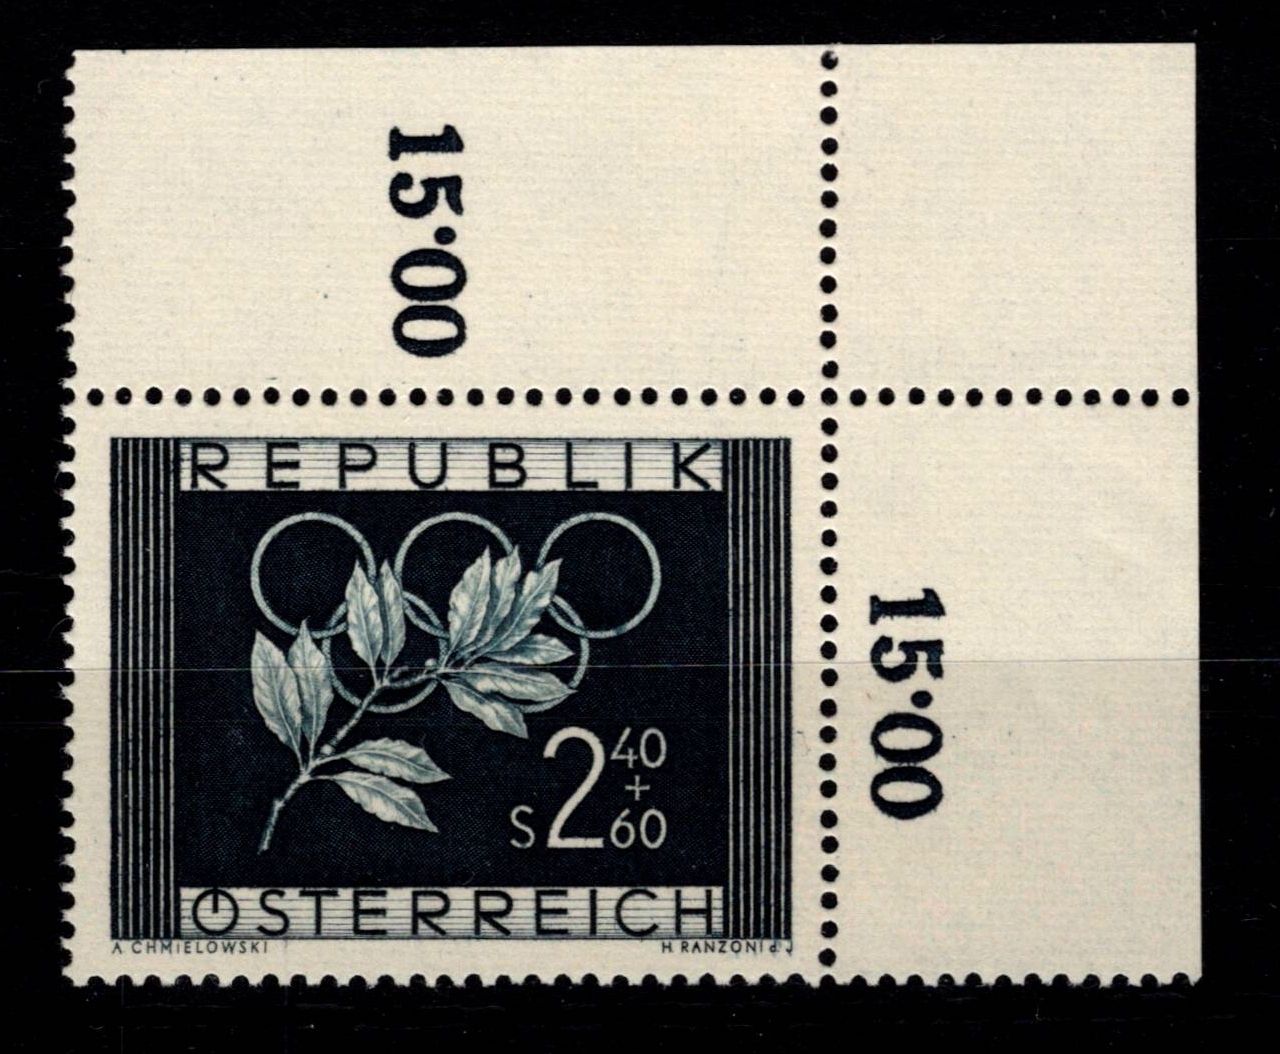 15·00
REPUBLIK
15·00
S 2 40 + 60
ÖSTERREICH
A. CHMIELOWSKI
H. RANZONI d. J.